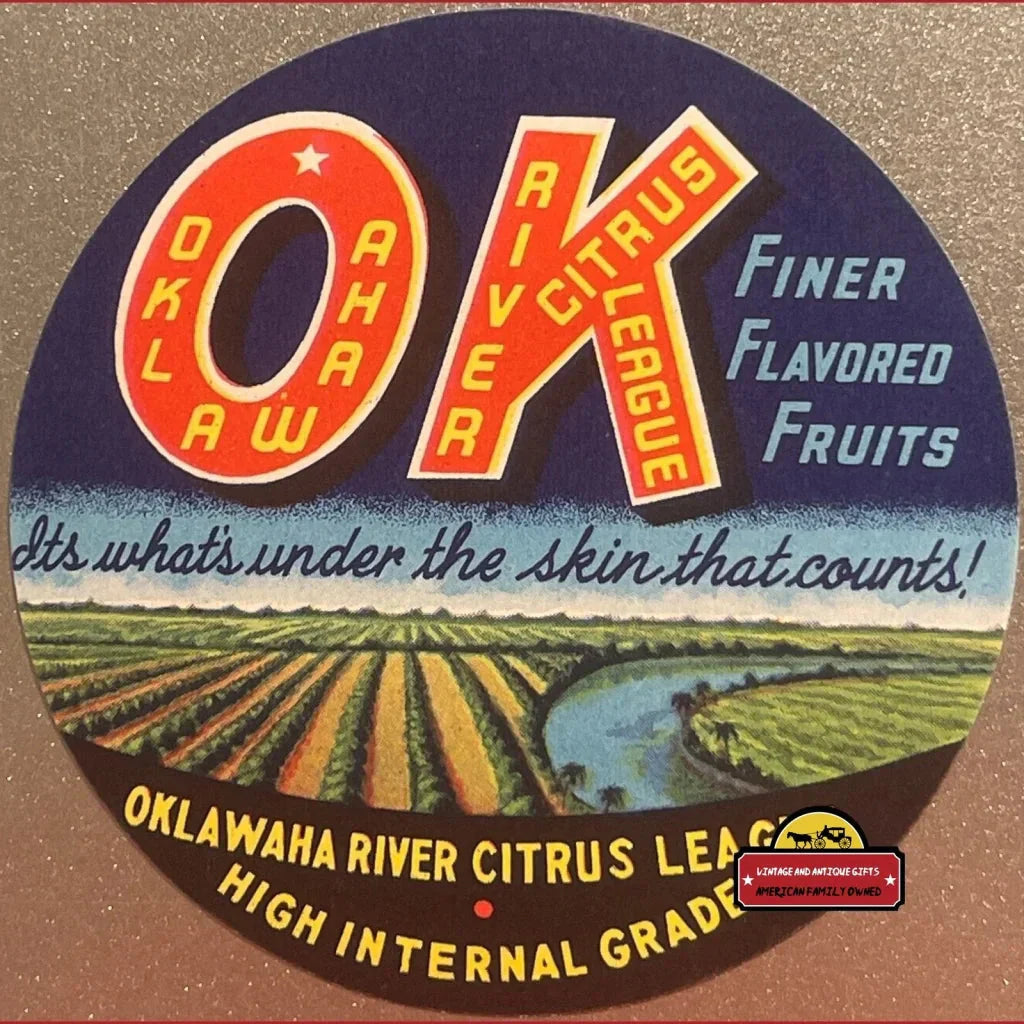 OKLAWAHA
RIVER
CITRUS
LEAGUE
OK
FINER
FLAVORED
FRUITS
Its what's under the skin that counts!
OKLAWAHA RIVER CITRUS
HIGH INTERNAL GRADE
VINTAGE AND ANTIQUE GIFTS
AMERICAN FAMILY OWNED